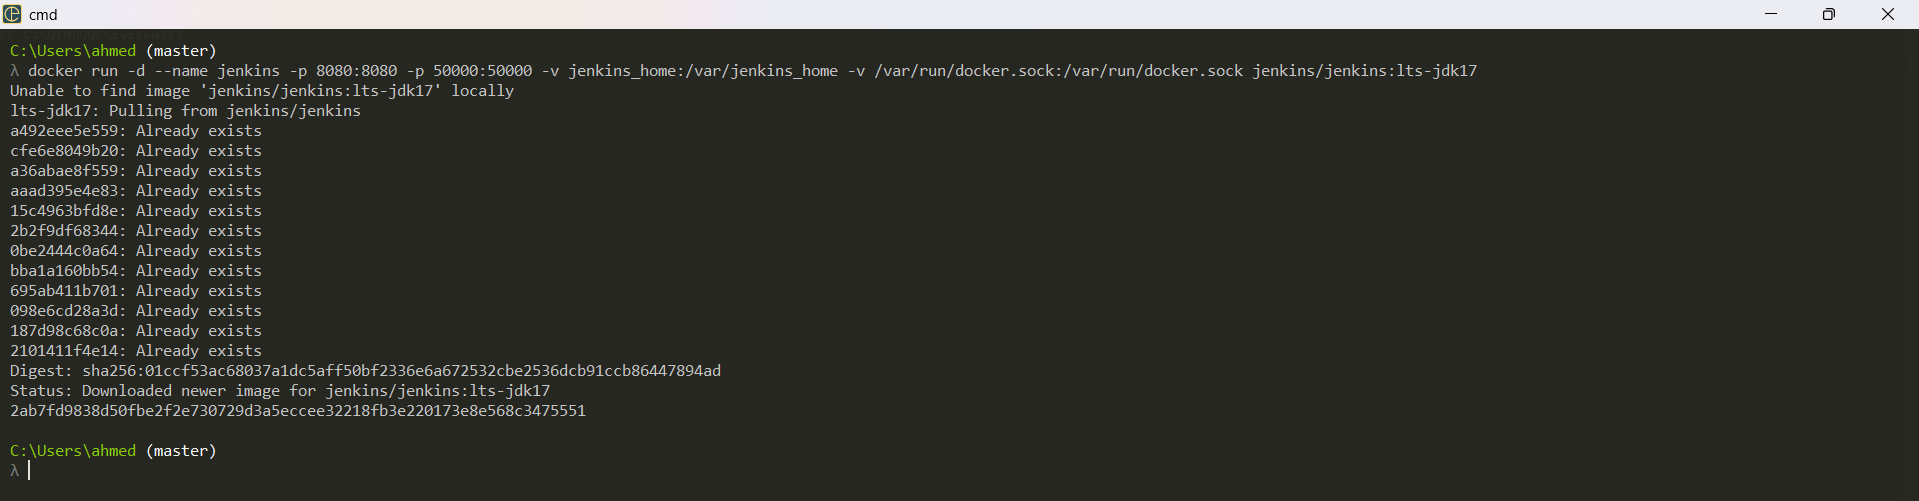 cmd
C:\Users\ahmed (master)
λ docker run -d --name jenkins -p 8080:8080 -p 50000:50000 -v jenkins_home:/var/jenkins_home -v /var/run/docker.sock:/var/run/docker.sock jenkins/jenkins:lts-jdk17
Unable to find image 'jenkins/jenkins:lts-jdk17' locally
lts-jdk17: Pulling from jenkins/jenkins
a492eee5e559: Already exists
cfe6e8049b20: Already exists
a36abae8f559: Already exists
aaad395e4e83: Already exists
15c4963bfd8e: Already exists
2b2f9df68344: Already exists
0be2444c0a64: Already exists
bba1a160bb54: Already exists
695ab411b701: Already exists
098e6cd28a3d: Already exists
187d98c68c0a: Already exists
2101411f4e14: Already exists
Digest: sha256:01ccf53ac68037a1dc5aff50bf2336e6a672532cbe2536dcb91ccb86447894ad
Status: Downloaded newer image for jenkins/jenkins:lts-jdk17
2ab7fd9838d50fbe2f2e730729d3a5eccee32218fb3e220173e8e568c3475551
C:\Users\ahmed (master)
λ